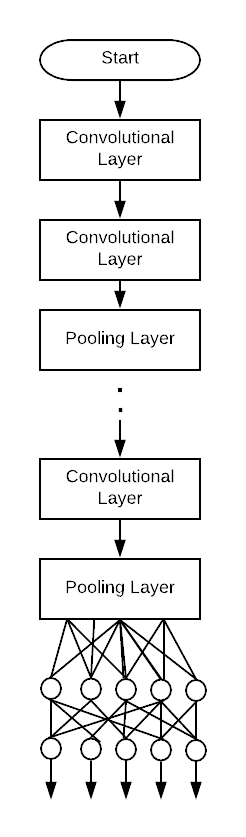 Start
Convolutional
Layer
Convolutional
Layer
Pooling Layer
Convolutional
Layer
Pooling Layer